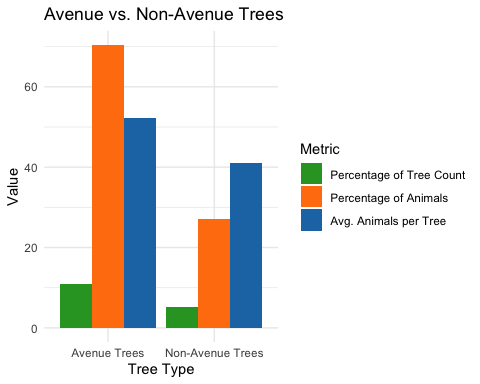 Avenue vs. Non-Avenue Trees
Value
60
40
20
0
Avenue Trees
Non-Avenue Trees
Tree Type
Metric
Percentage of Tree Count
Percentage of Animals
Avg. Animals per Tree